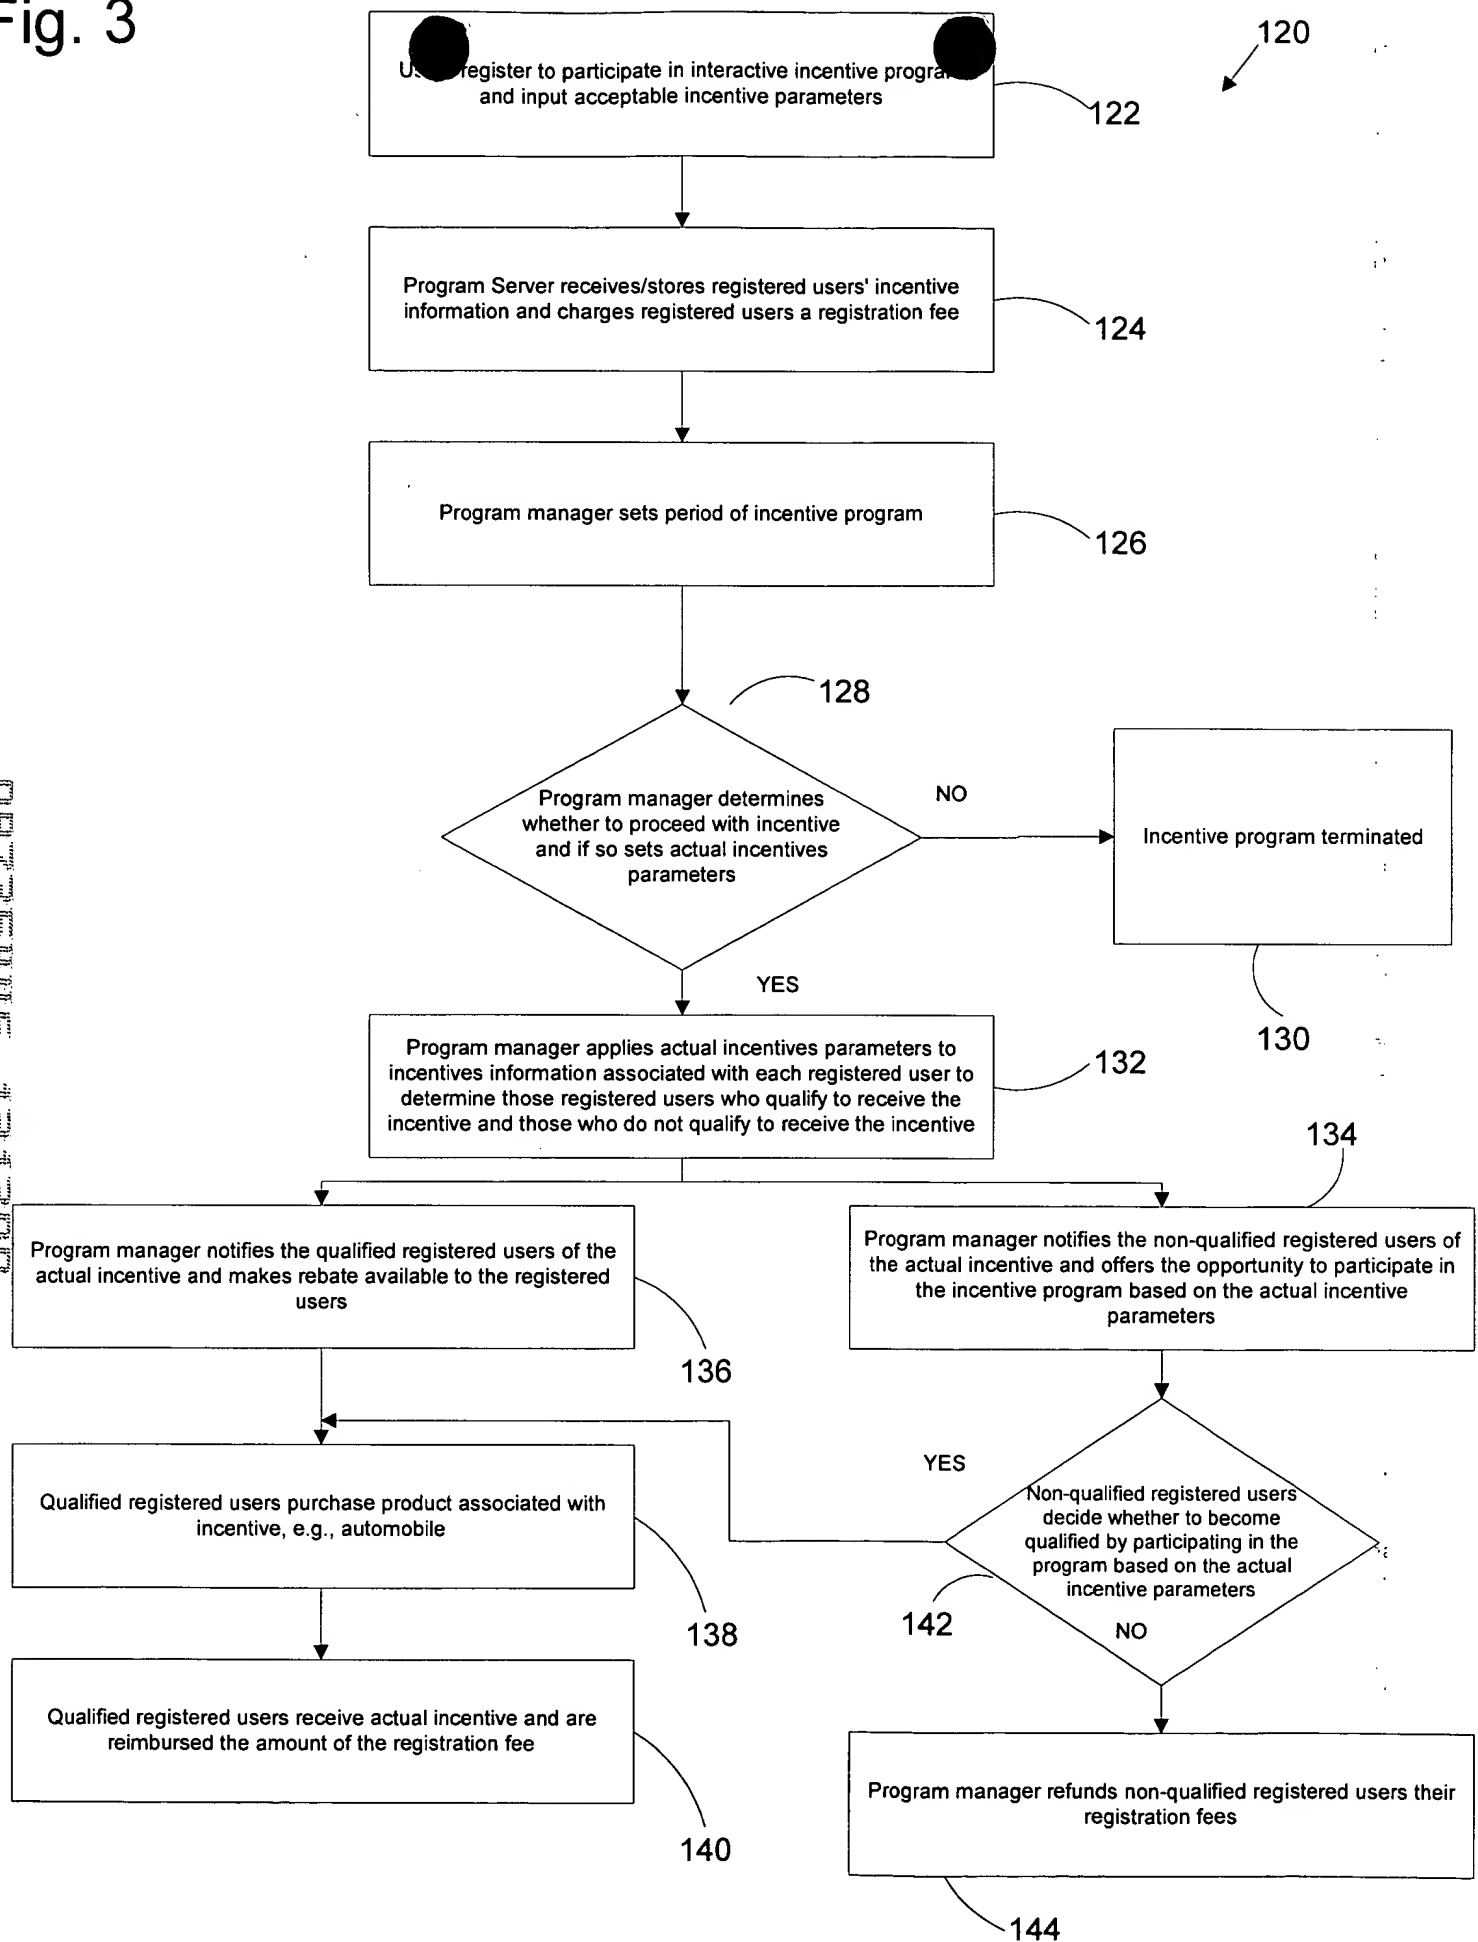 Fig. 3
120
register to participate in interactive incentive
and input acceptable incentive parameters
122
Program Server receives/stores registered users' incentive
information and charges registered users a registration fee
124
Program manager sets period of incentive program
126
128
Program manager determines
whether to proceed with incentive
and if so sets actual incentives
parameters
NO
Incentive program terminated
130
YES
Program manager applies actual incentives parameters to
incentives information associated with each registered user to
determine those registered users who qualify to receive the
incentive and those who do not qualify to receive the incentive
132
134
Program manager notifies the qualified registered users of the
actual incentive and makes rebate available to the registered
users
136
Program manager notifies the non-qualified registered users of
the actual incentive and offers the opportunity to participate in
the incentive program based on the actual incentive
parameters
YES
Non-qualified registered users
decide whether to become
qualified by participating in the
program based on the actual
incentive parameters
142
NO
Qualified registered users purchase product associated with
incentive, e.g., automobile
138
Qualified registered users receive actual incentive and are
reimbursed the amount of the registration fee
140
Program manager refunds non-qualified registered users their
registration fees
144